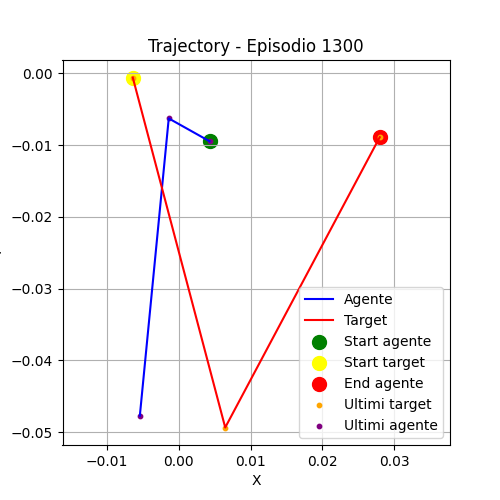 Trajectory - Episodio 1300
0.00
−0.01
−0.02
−0.03
−0.04
−0.05
−0.01
0.00
0.01
0.02
0.03
X
Agente
Target
Start agente
Start target
End agente
Ultimi target
Ultimi agente